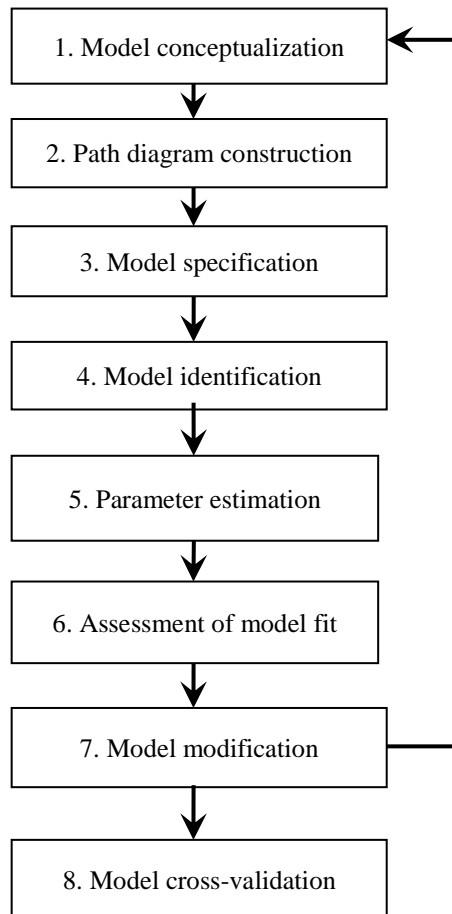 1. Model conceptualization
2. Path diagram construction
3. Model specification
4. Model identification
5. Parameter estimation
6. Assessment of model fit
7. Model modification
8. Model cross-validation